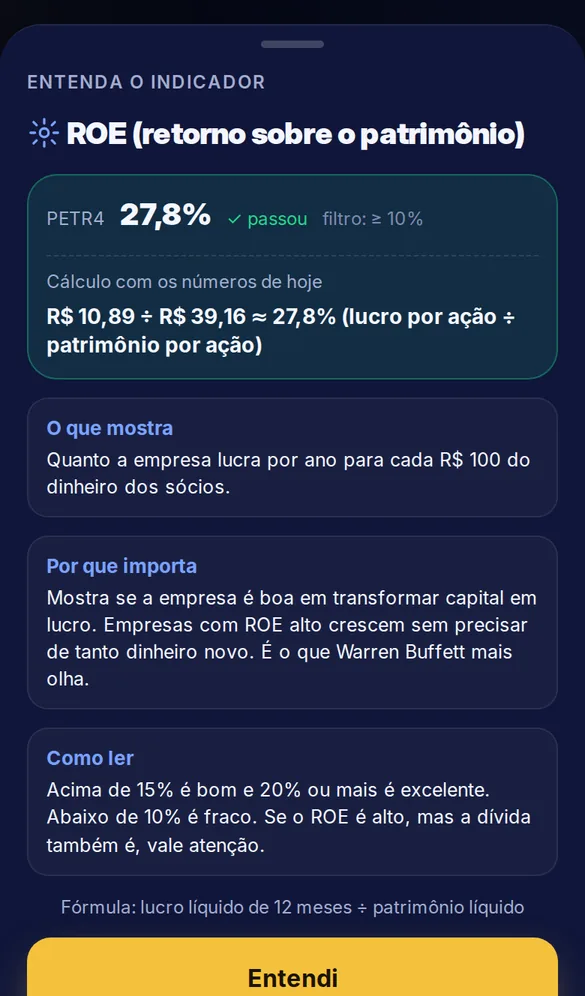 ENTENDA O INDICADOR
ROE (retorno sobre o patrimônio)
PETR4 27,8% ✓ passou filtro: ≥ 10%
Cálculo com os números de hoje
R$ 10,89 ÷ R$ 39,16 ≈ 27,8% (lucro por ação ÷
patrimônio por ação)
O que mostra
Quanto a empresa lucra por ano para cada R$ 100 do
dinheiro dos sócios.
Por que importa
Mostra se a empresa é boa em transformar capital em
lucro. Empresas com ROE alto crescem sem precisar
de tanto dinheiro novo. É o que Warren Buffett mais
olha.
Como ler
Acima de 15% é bom e 20% ou mais é excelente.
Abaixo de 10% é fraco. Se o ROE é alto, mas a dívida
também é, vale atenção.
Fórmula: lucro líquido de 12 meses ÷ patrimônio líquido
Entendi